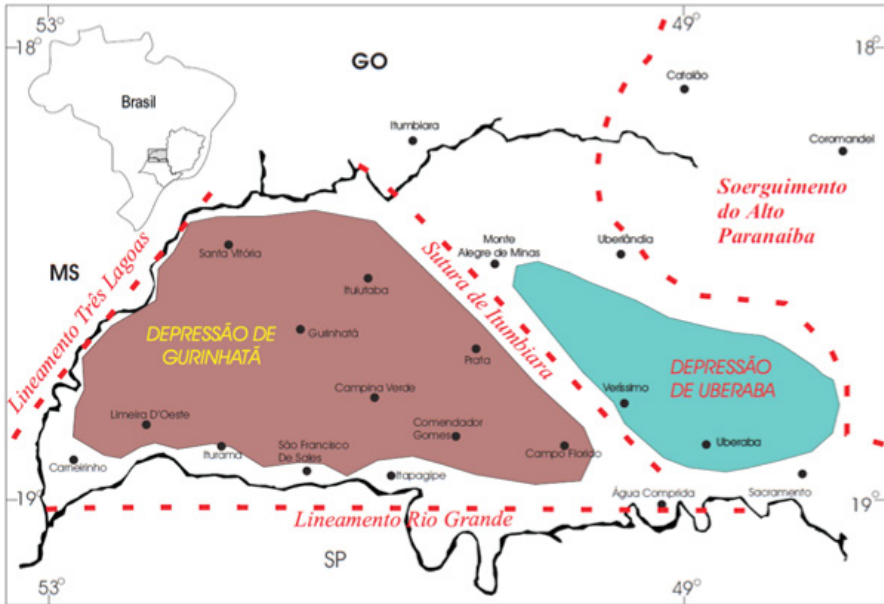 53°
49°
18°
18°
GO
Catalão
Brasil
Itumbiara
Coromandel
Soerguimento
do Alto
Paranaíba
Santa Vitória
Monte
Alegre de Minas
Uberlândia
MS
Lineamento Três Lagoas
Sutura de Itumbiara
Ituiutaba
DEPRESSÃO DE
GURINHATÃ
Gurinhatã
Prata
DEPRESSÃO
DE UBERABA
Campina Verde
Veríssimo
Limeira D'Oeste
Comendador
Gomes
Uberaba
Carneirinho
Iturama
São Francisco
De Sales
Campo Florido
Itapagipe
Água Comprida
Sacramento
19°
19°
Lineamento Rio Grande
SP
53°
49°